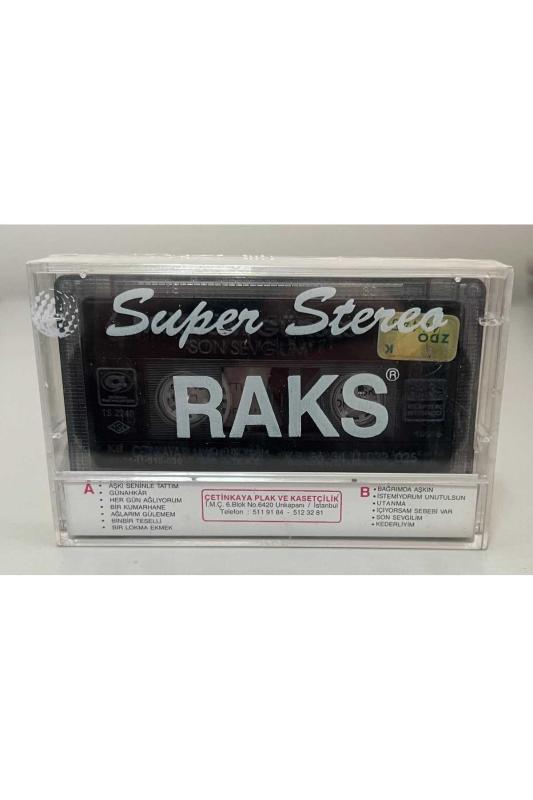 Super Stereo
SON SEVGİLİM
RAKS®
TS 2240
A
• AŞKI SENİNLE TATTIM
• GÜNAHKÂR
• HER GÜN AĞLIYORUM
• BİR KUMARHANE
• AĞLARIM GÜLEMEM
• BİNBİR TESELLİ
• BİR LOKMA EKMEK
ÇETİNKAYA PLAK VE KASETÇİLİK
İ.M.Ç. 6.Blok No.6420 Unkapanı / İstanbul
Telefon : 511 91 84 - 512 32 81
B
• BAĞRIMDA AŞKIN
• İSTEMİYORUM UNUTULSUN
• UTANMA
• İÇİYORSAM SEBEBİ VAR
• SON SEVGİLİM
• KEDERLİYİM